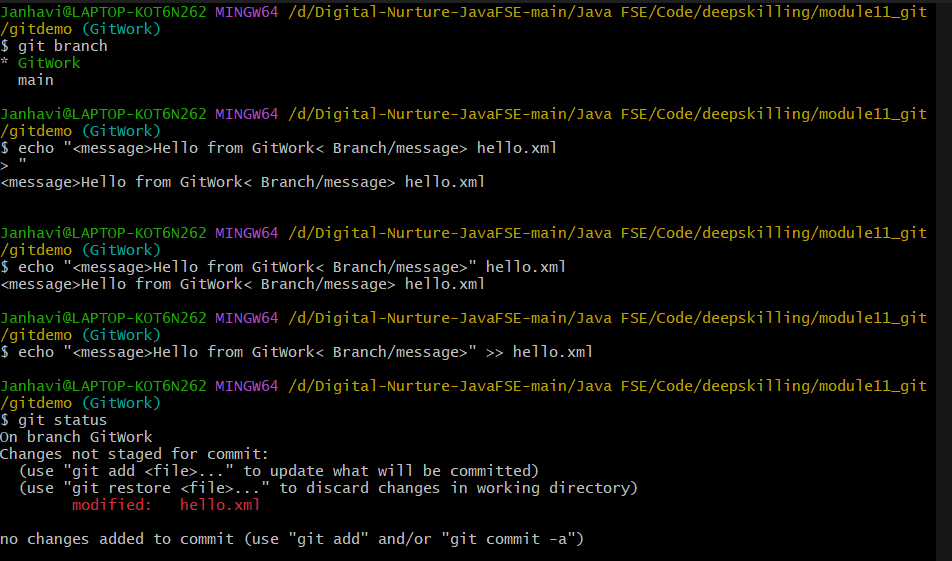 Janhavi@LAPTOP-KOT6N262 MINGW64 /d/Digital-Nurture-JavaFSE-main/Java FSE/Code/deepskilling/module11_git
/gitdemo (GitWork)
$ git branch
* GitWork
  main

Janhavi@LAPTOP-KOT6N262 MINGW64 /d/Digital-Nurture-JavaFSE-main/Java FSE/Code/deepskilling/module11_git
/gitdemo (GitWork)
$ echo "<message>Hello from GitWork< Branch/message> hello.xml
> "
<message>Hello from GitWork< Branch/message> hello.xml


Janhavi@LAPTOP-KOT6N262 MINGW64 /d/Digital-Nurture-JavaFSE-main/Java FSE/Code/deepskilling/module11_git
/gitdemo (GitWork)
$ echo "<message>Hello from GitWork< Branch/message>" hello.xml
<message>Hello from GitWork< Branch/message> hello.xml

Janhavi@LAPTOP-KOT6N262 MINGW64 /d/Digital-Nurture-JavaFSE-main/Java FSE/Code/deepskilling/module11_git
/gitdemo (GitWork)
$ echo "<message>Hello from GitWork< Branch/message>" >> hello.xml

Janhavi@LAPTOP-KOT6N262 MINGW64 /d/Digital-Nurture-JavaFSE-main/Java FSE/Code/deepskilling/module11_git
/gitdemo (GitWork)
$ git status
On branch GitWork
Changes not staged for commit:
  (use "git add <file>..." to update what will be committed)
  (use "git restore <file>..." to discard changes in working directory)
        modified:   hello.xml

no changes added to commit (use "git add" and/or "git commit -a")